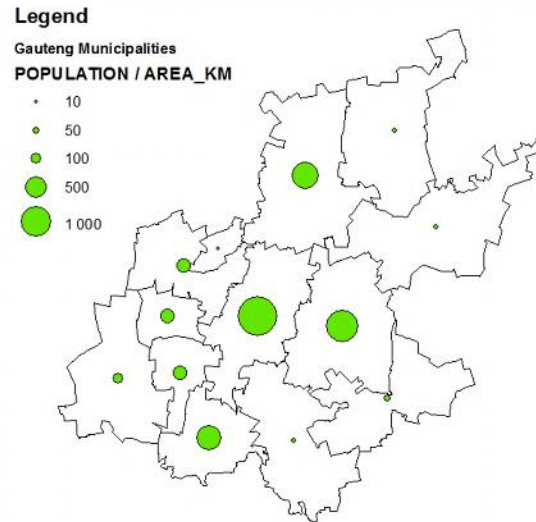 Legend
Gauteng Municipalities
POPULATION / AREA_KM
10
50
100
500
1 000